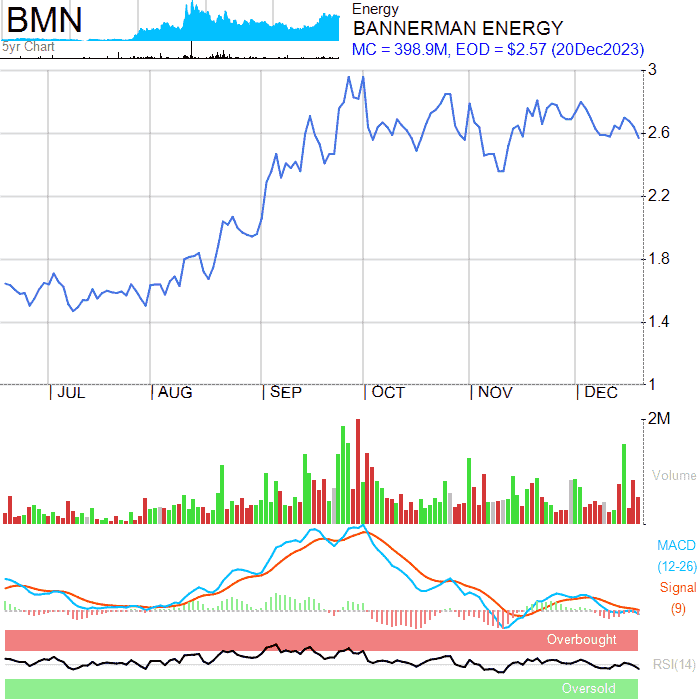 BMN
5yr Chart
Energy
BANNERMAN ENERGY
MC = 398.9M, EOD = $2.57 (20Dec2023)
3
2.6
2.2
1.8
1.4
1
JUL AUG SEP OCT NOV DEC
2M
Volume
MACD
(12-26)
Signal
(9)
Overbought
RSI(14)
Oversold